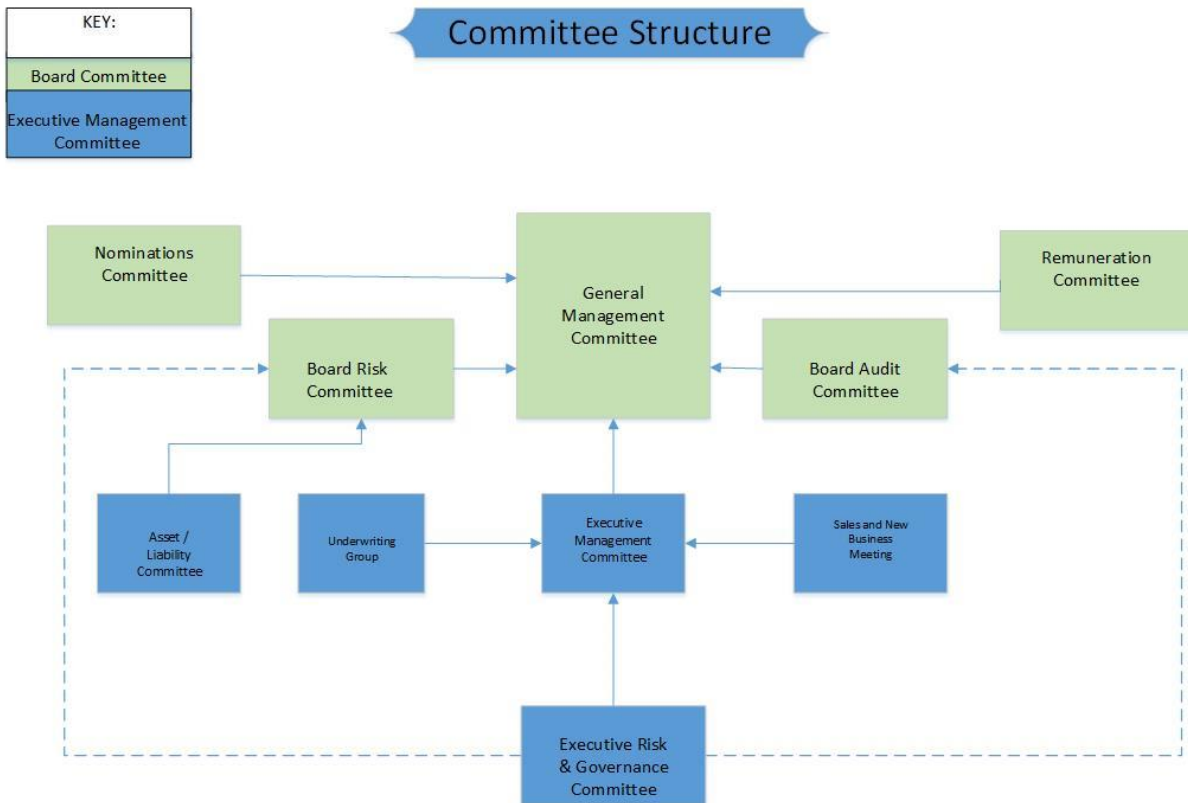 KEY:
Board Committee
Executive Management
Committee
Committee Structure
Nominations
Committee
General
Management
Committee
Remuneration
Committee
Board Risk
Committee
Board Audit
Committee
Asset /
Liability
Committee
Underwriting
Group
Executive
Management
Committee
Sales and New
Business
Meeting
Executive Risk
& Governance
Committee